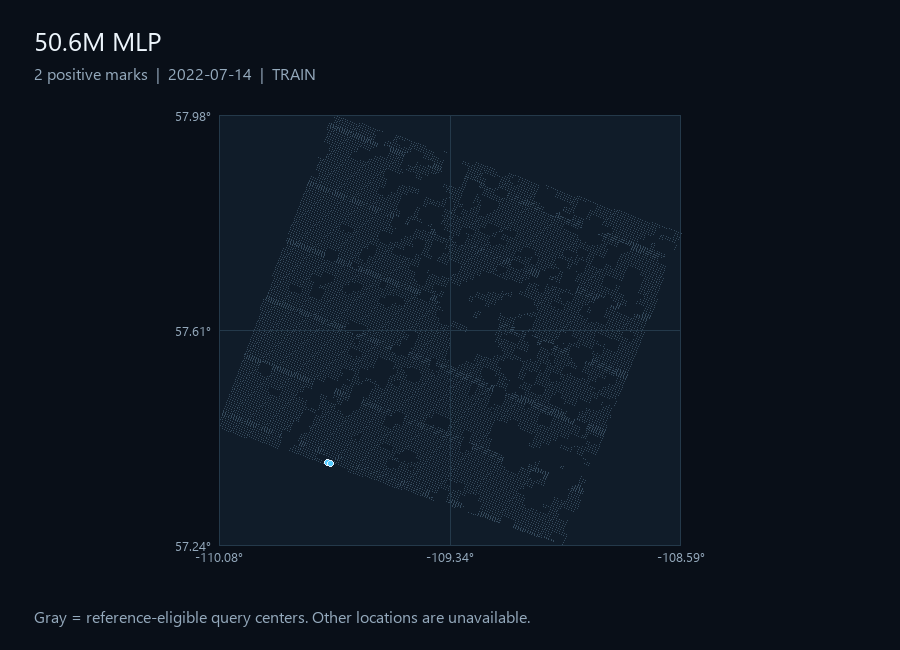 50.6M MLP
2 positive marks | 2022-07-14 | TRAIN
57.98°
57.61°
57.24°
-110.08°
-109.34°
-108.59°
Gray = reference-eligible query centers. Other locations are unavailable.